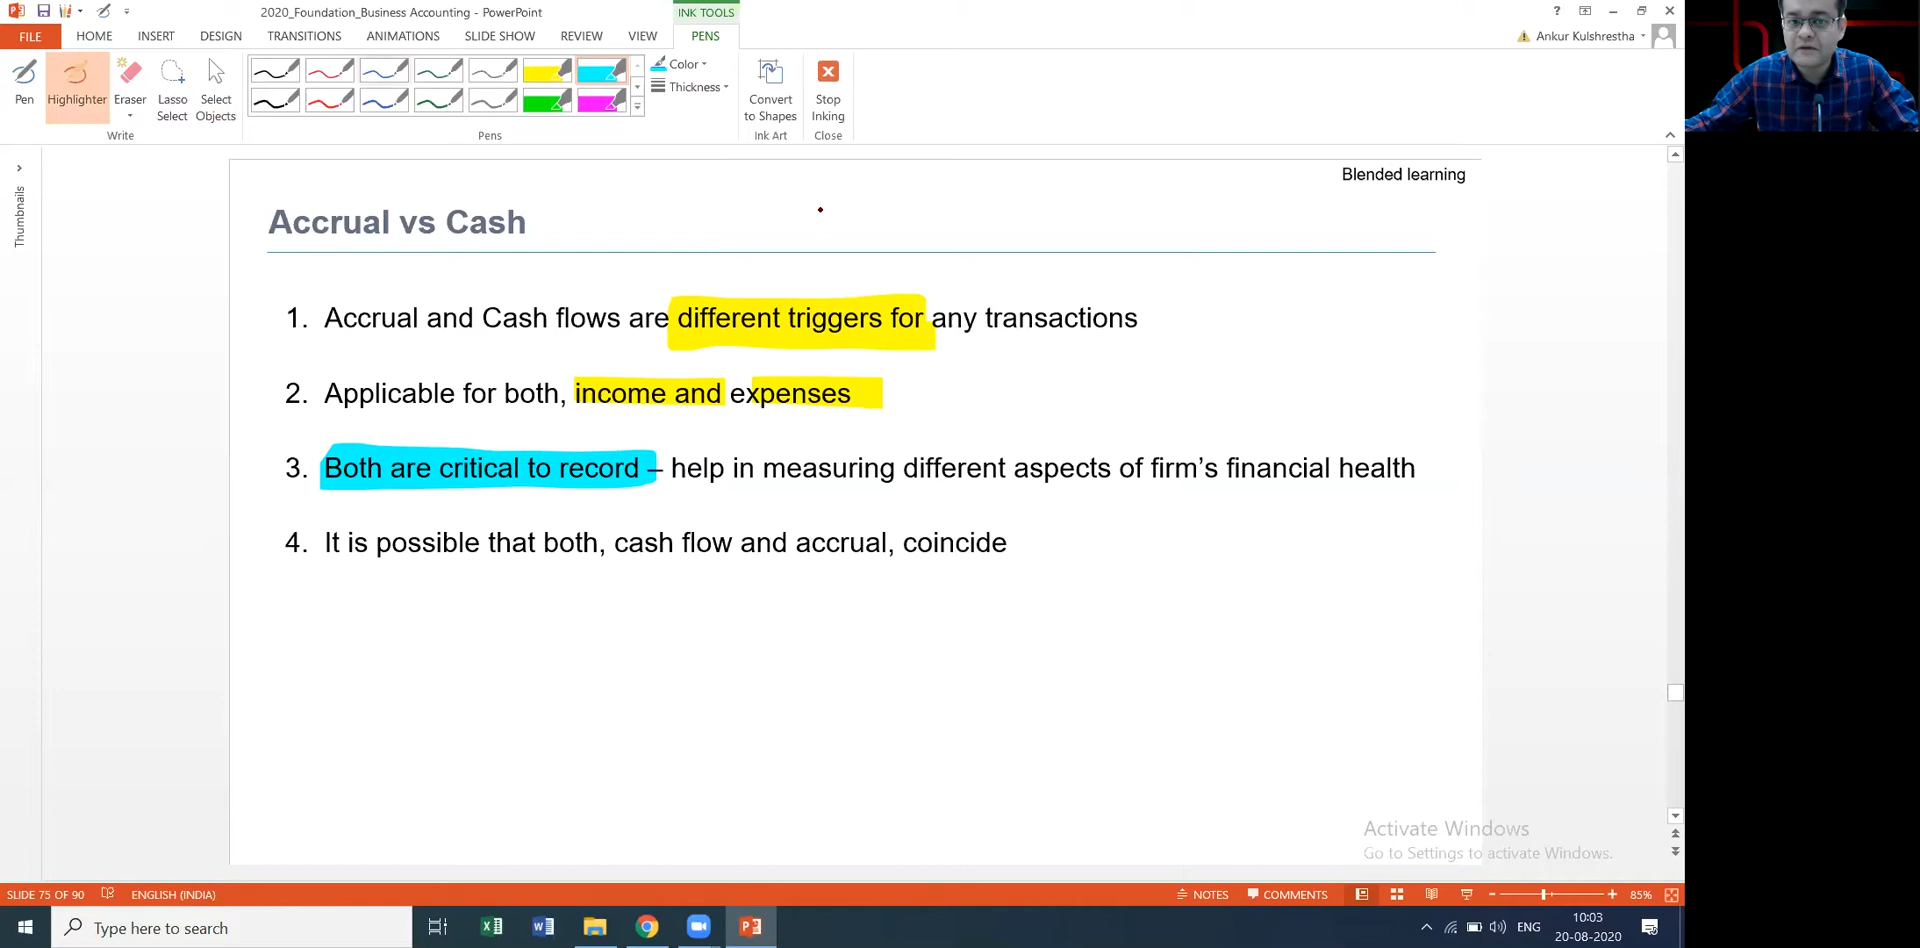 2020_Foundation_Business Accounting - PowerPoint
INK TOOLS
?
FILE
HOME
INSERT
DESIGN
TRANSITIONS
ANIMATIONS
SLIDE SHOW
REVIEW
VIEW
PENS
Ankur Kulshrestha
Pen
Highlighter
Eraser
Lasso
Select
Select
Objects
Color
Thickness
Convert
to Shapes
Stop
Inking
Write
Pens
Ink Art
Close
Thumbnails
Blended learning
Accrual vs Cash
1. Accrual and Cash flows are different triggers for any transactions
2. Applicable for both, income and expenses
3. Both are critical to record – help in measuring different aspects of firm’s financial health
4. It is possible that both, cash flow and accrual, coincide
Activate Windows
Go to Settings to activate Windows.
SLIDE 75 OF 90
ENGLISH (INDIA)
NOTES
COMMENTS
85%
Type here to search
ENG
10:03
20-08-2020